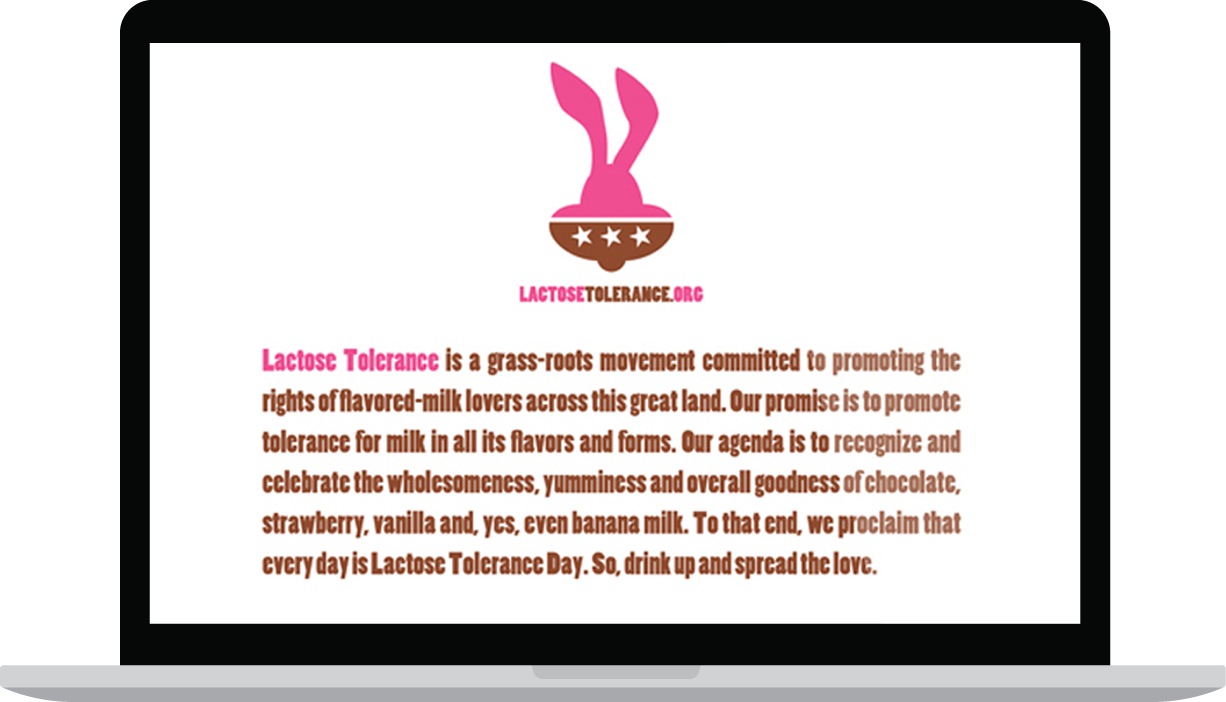 LACTOSETOLERANCE.ORG
Lactose Tolerance is a grass-roots movement committed to promoting the
rights of flavored-milk lovers across this great land. Our promise is to promote
tolerance for milk in all its flavors and forms. Our agenda is to recognize and
celebrate the wholesomeness, yumminess and overall goodness of chocolate,
strawberry, vanilla and, yes, even banana milk. To that end, we proclaim that
every day is Lactose Tolerance Day. So, drink up and spread the love.